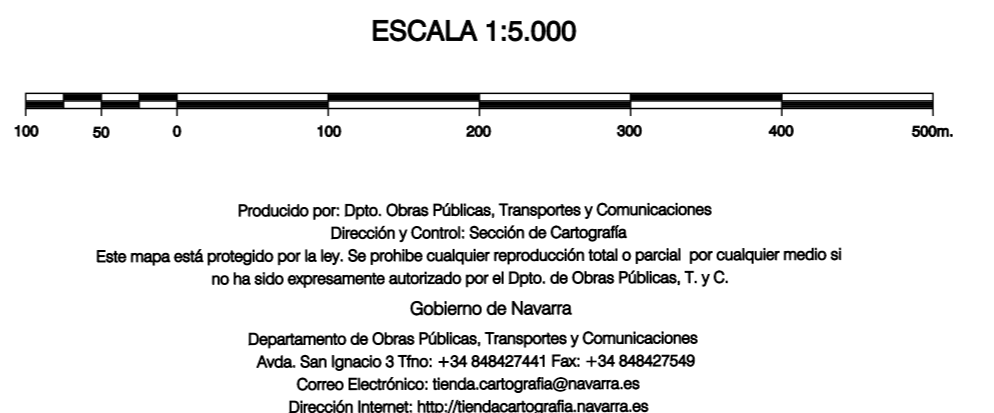 ESCALA 1:5.000
100 50 0 100 200 300 400 500m.
Producido por: Dpto. Obras Públicas, Transportes y Comunicaciones
Dirección y Control: Sección de Cartografía
Este mapa está protegido por la ley. Se prohibe cualquier reproducción total o parcial por cualquier medio si
no ha sido expresamente autorizado por el Dpto. de Obras Públicas, T. y C.
Gobierno de Navarra
Departamento de Obras Públicas, Transportes y Comunicaciones
Avda. San Ignacio 3 Tfno: +34 848427441 Fax: +34 848427549
Correo Electrónico: tienda.cartografia@navarra.es
Dirección Internet: http://tiendacartografia.navarra.es